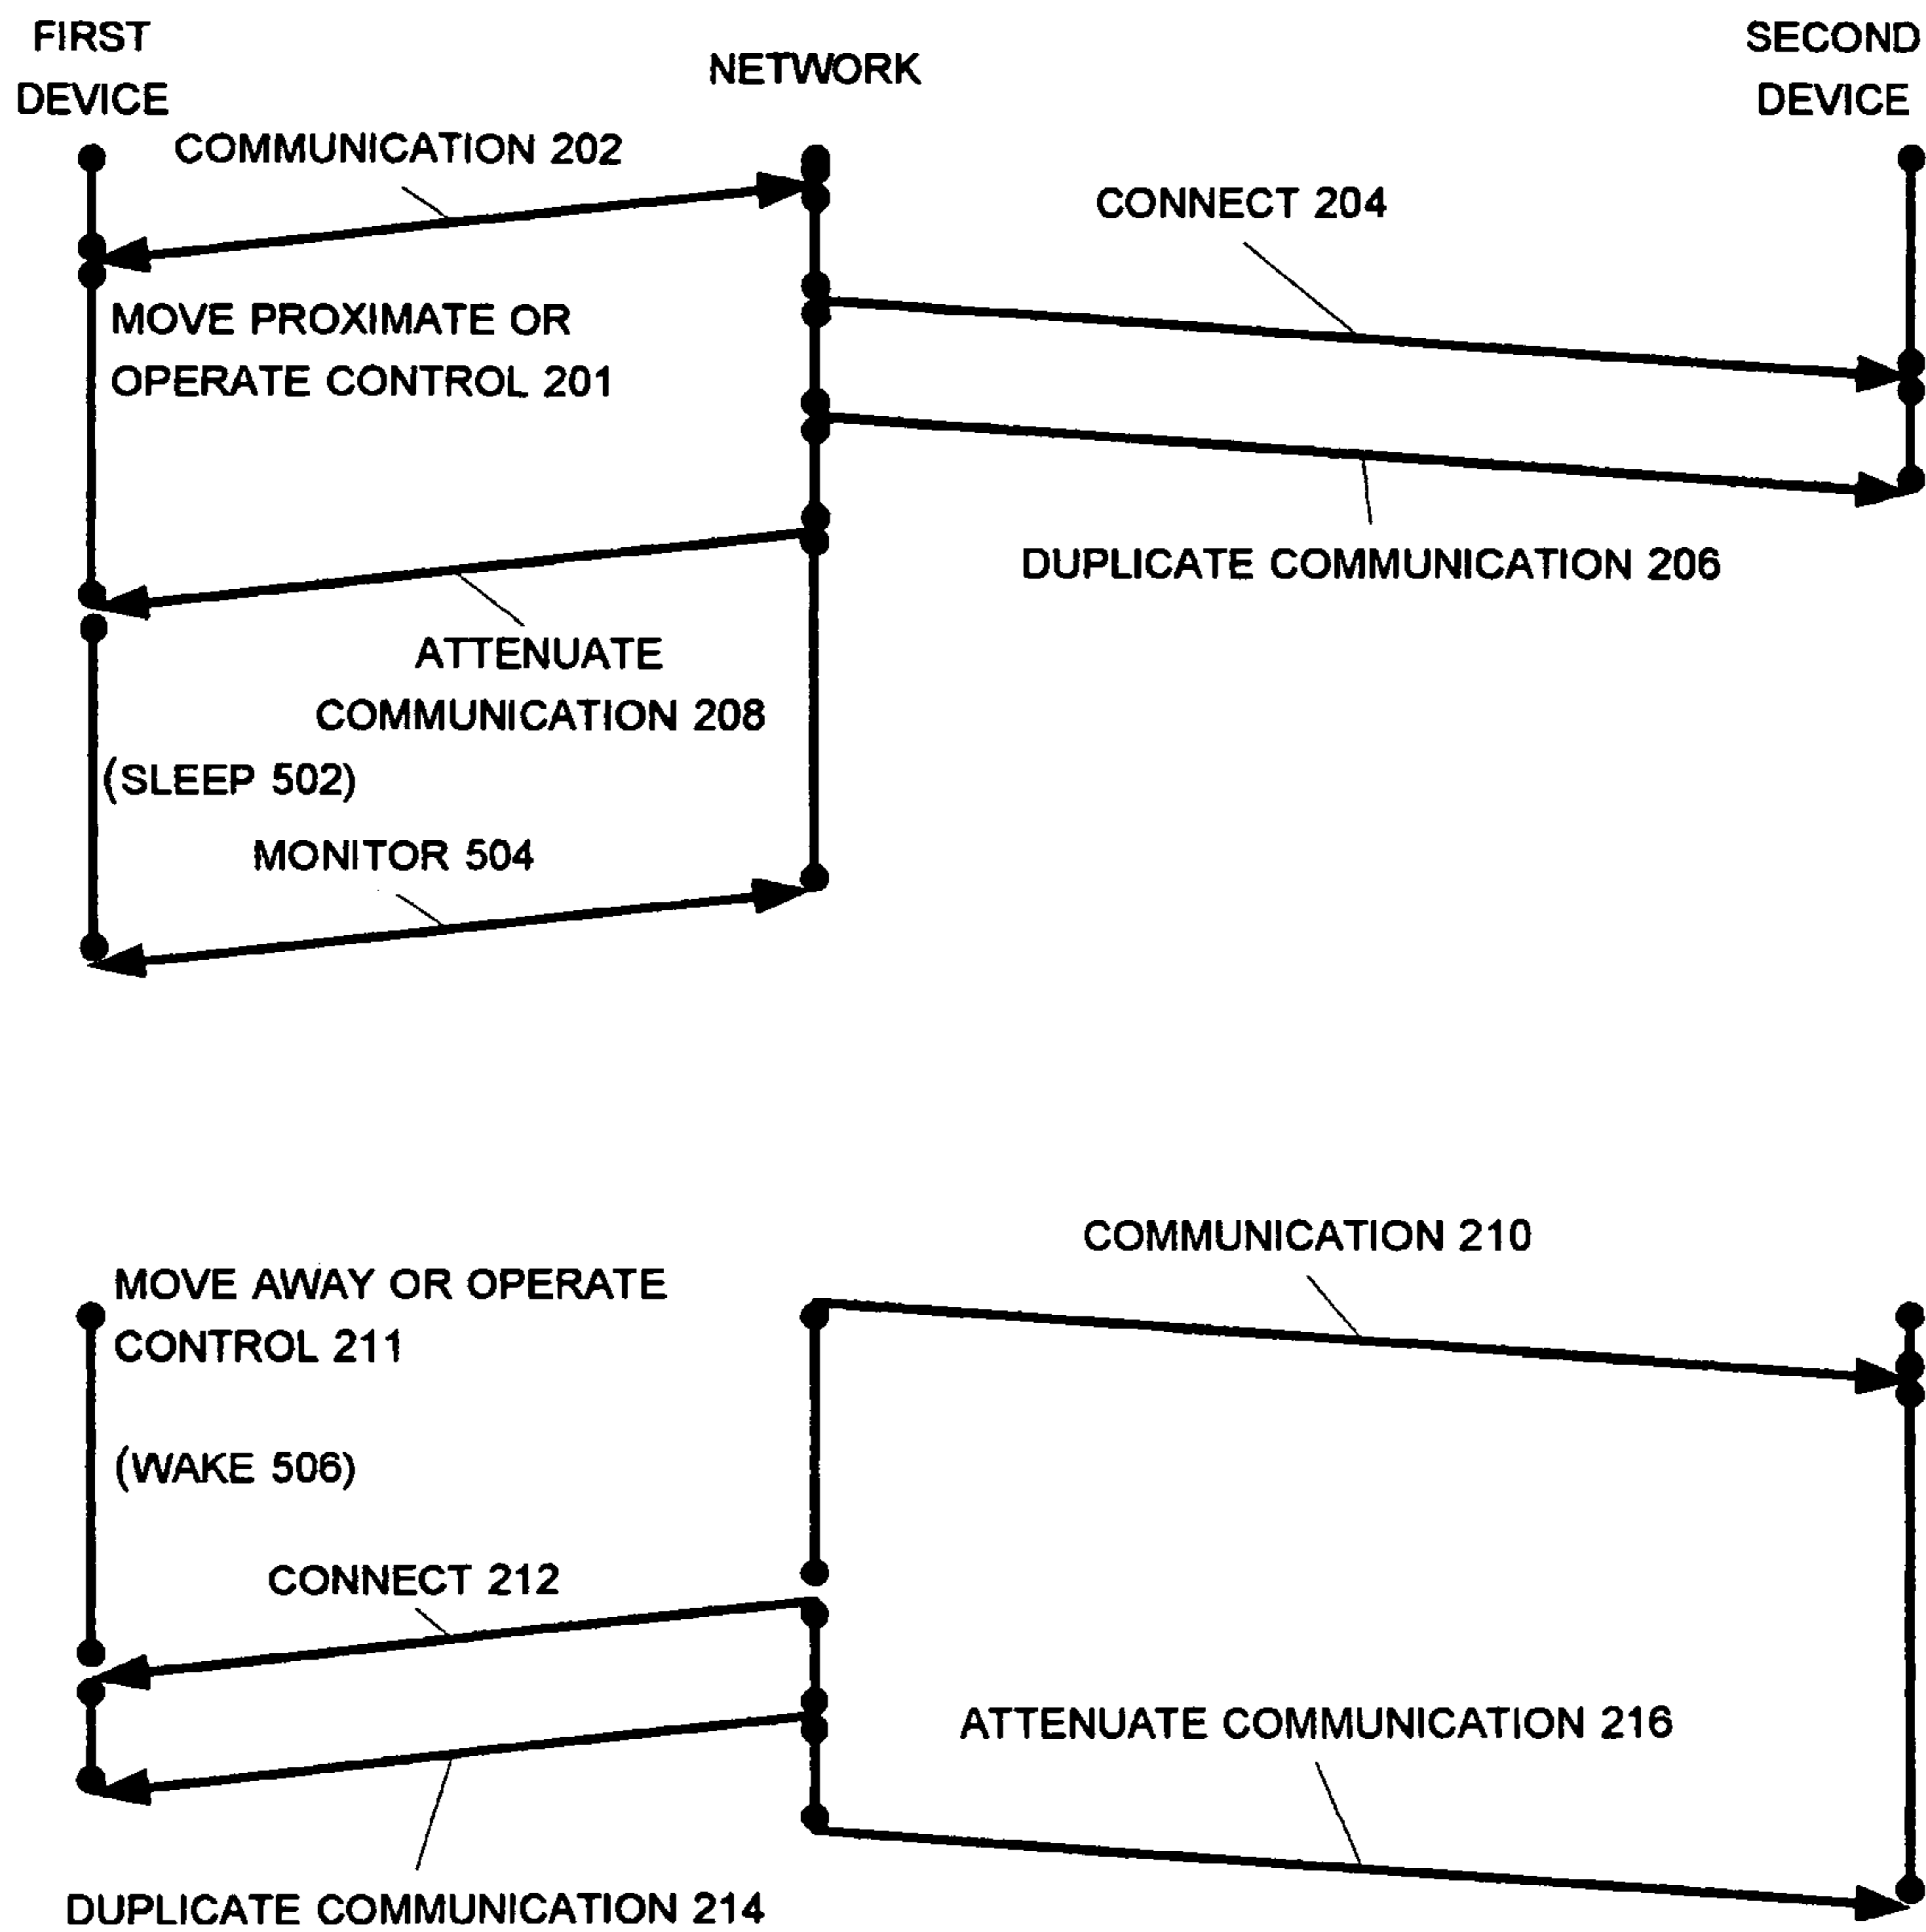 FIRST
DEVICE
NETWORK
SECOND
DEVICE
COMMUNICATION 202
CONNECT 204
MOVE PROXIMATE OR
OPERATE CONTROL 201
DUPLICATE COMMUNICATION 206
ATTENUATE
COMMUNICATION 208
(SLEEP 502)
MONITOR 504
COMMUNICATION 210
MOVE AWAY OR OPERATE
CONTROL 211
(WAKE 506)
CONNECT 212
ATTENUATE COMMUNICATION 216
DUPLICATE COMMUNICATION 214